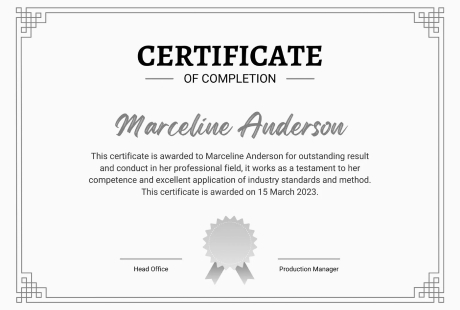 CERTIFICATE
OF COMPLETION
Marceline Anderson
This certificate is awarded to Marceline Anderson for outstanding result
and conduct in her professional field, it works as a testament to her
competence and excellent application of industry standards and method.
This certificate is awarded on 15 March 2023.
Head Office
Production Manager